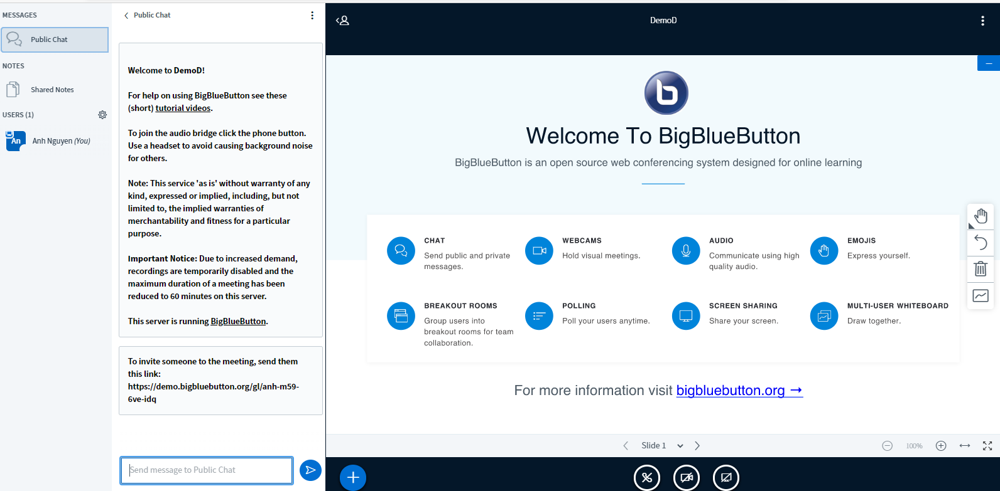 MESSAGES
Public Chat
NOTES
Shared Notes
USERS (1)
An
Anh Nguyen (You)
Public Chat
Welcome to DemoD!
For help on using BigBlueButton see these
(short) tutorial videos.
To join the audio bridge click the phone button.
Use a headset to avoid causing background noise
for others.
Note: This service 'as is' without warranty of any
kind, expressed or implied, including, but not
limited to, the implied warranties of
merchantability and fitness for a particular
purpose.
Important Notice: Due to increased demand,
recordings are temporarily disabled and the
maximum duration of a meeting has been
reduced to 60 minutes on this server.
This server is running BigBlueButton.
To invite someone to the meeting, send them
this link:
https://demo.bigbluebutton.org/gl/anh-m59-
6ve-idq
Send message to Public Chat
DemoD
b
Welcome To BigBlueButton
BigBlueButton is an open source web conferencing system designed for online learning
CHAT
Send public and private
messages.
WEBCAMS
Hold visual meetings.
AUDIO
Communicate using high
quality audio.
EMOJIS
Express yourself.
BREAKOUT ROOMS
Group users into
breakout rooms for team
collaboration.
POLLING
Poll your users anytime.
SCREEN SHARING
Share your screen.
MULTI-USER WHITEBOARD
Draw together.
For more information visit bigbluebutton.org →
Slide 1
100%